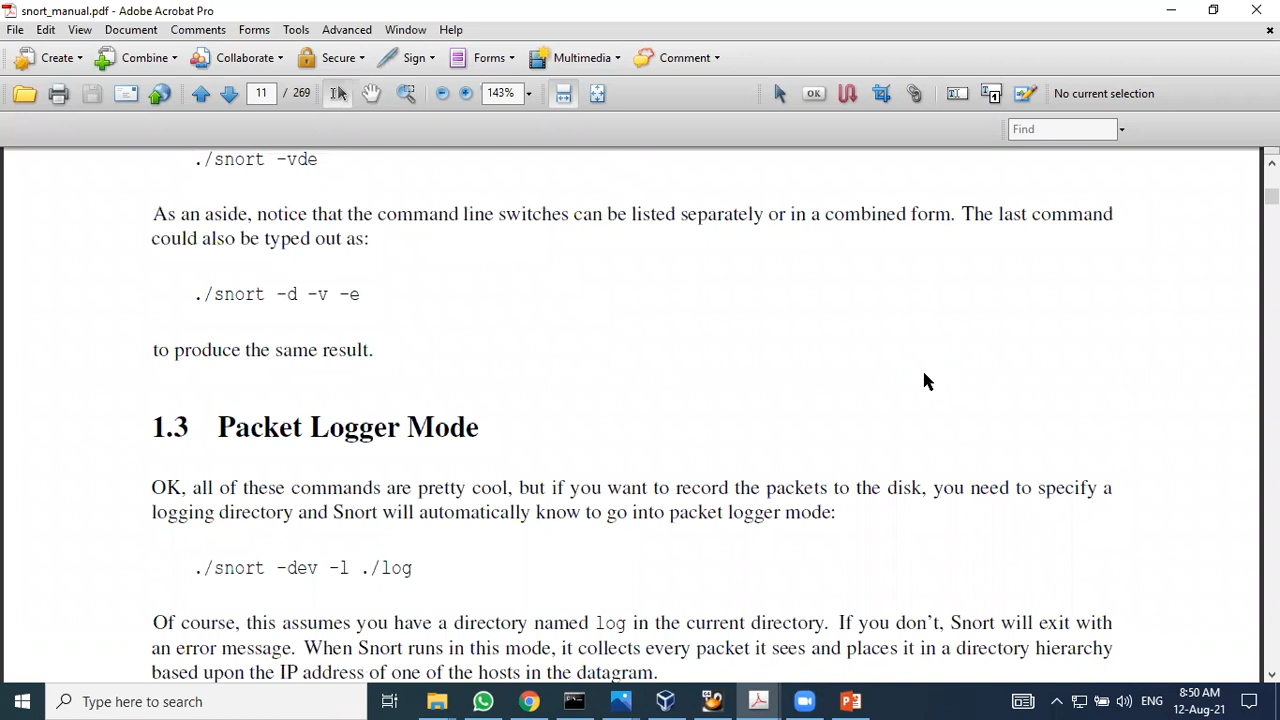 snort_manual.pdf - Adobe Acrobat Pro
File Edit View Document Comments Forms Tools Advanced Window Help
Create Combine Collaborate Secure Sign Forms Multimedia Comment
11 / 269 143% OK No current selection
Find
./snort -vde
As an aside, notice that the command line switches can be listed separately or in a combined form. The last command
could also be typed out as:
./snort -d -v -e
to produce the same result.
1.3 Packet Logger Mode
OK, all of these commands are pretty cool, but if you want to record the packets to the disk, you need to specify a
logging directory and Snort will automatically know to go into packet logger mode:
./snort -dev -l ./log
Of course, this assumes you have a directory named log in the current directory. If you don't, Snort will exit with
an error message. When Snort runs in this mode, it collects every packet it sees and places it in a directory hierarchy
based upon the IP address of one of the hosts in the datagram.
Type here to search
ENG
8:50 AM
12-Aug-21